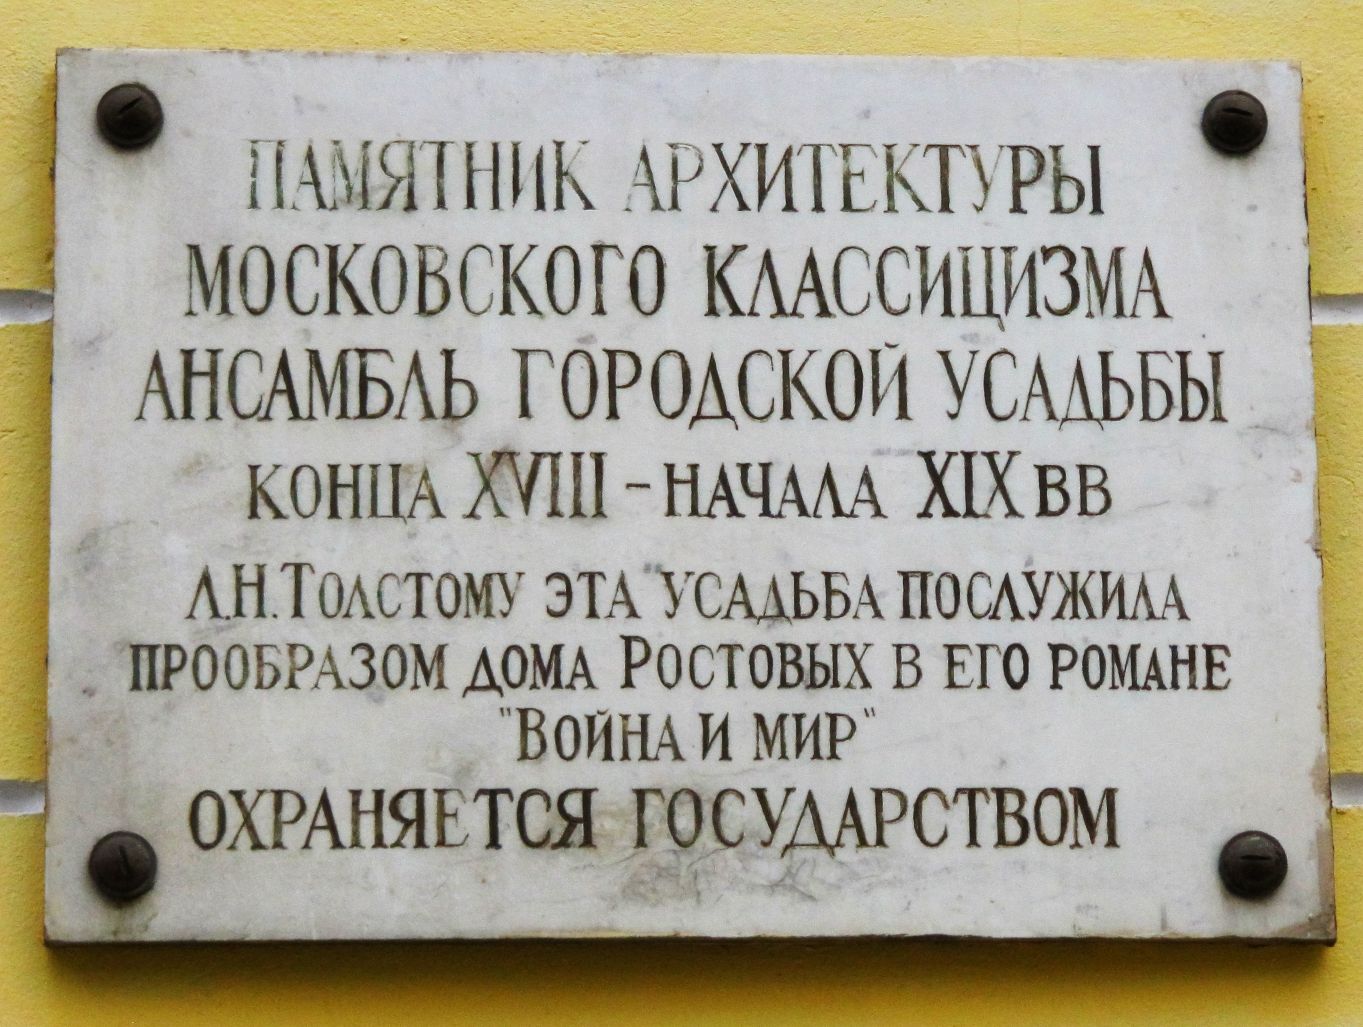 ПАМЯТНИК АРХИТЕКТУРЫ
МОСКОВСКОГО КЛАССИЦИЗМА
АНСАМБЛЬ ГОРОДСКОЙ УСАДЬБЫ
КОНЦА XVIII - НАЧАЛА XIX ВВ
Л.Н.ТОЛСТОМУ ЭТА УСАДЬБА ПОСЛУЖИЛА
ПРООБРАЗОМ ДОМА РОСТОВЫХ В ЕГО РОМАНЕ
"ВОЙНА И МИР"
ОХРАНЯЕТСЯ ГОСУДАРСТВОМ